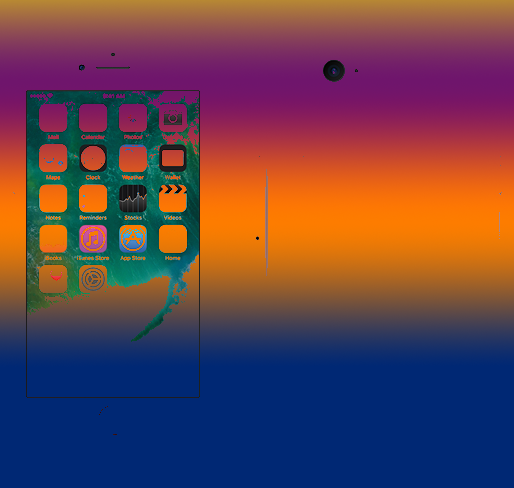 Mail Calendar Photos
Maps Clock Weather Wallet
Notes Reminders Stocks Videos
iBooks iTunes Store App Store Home